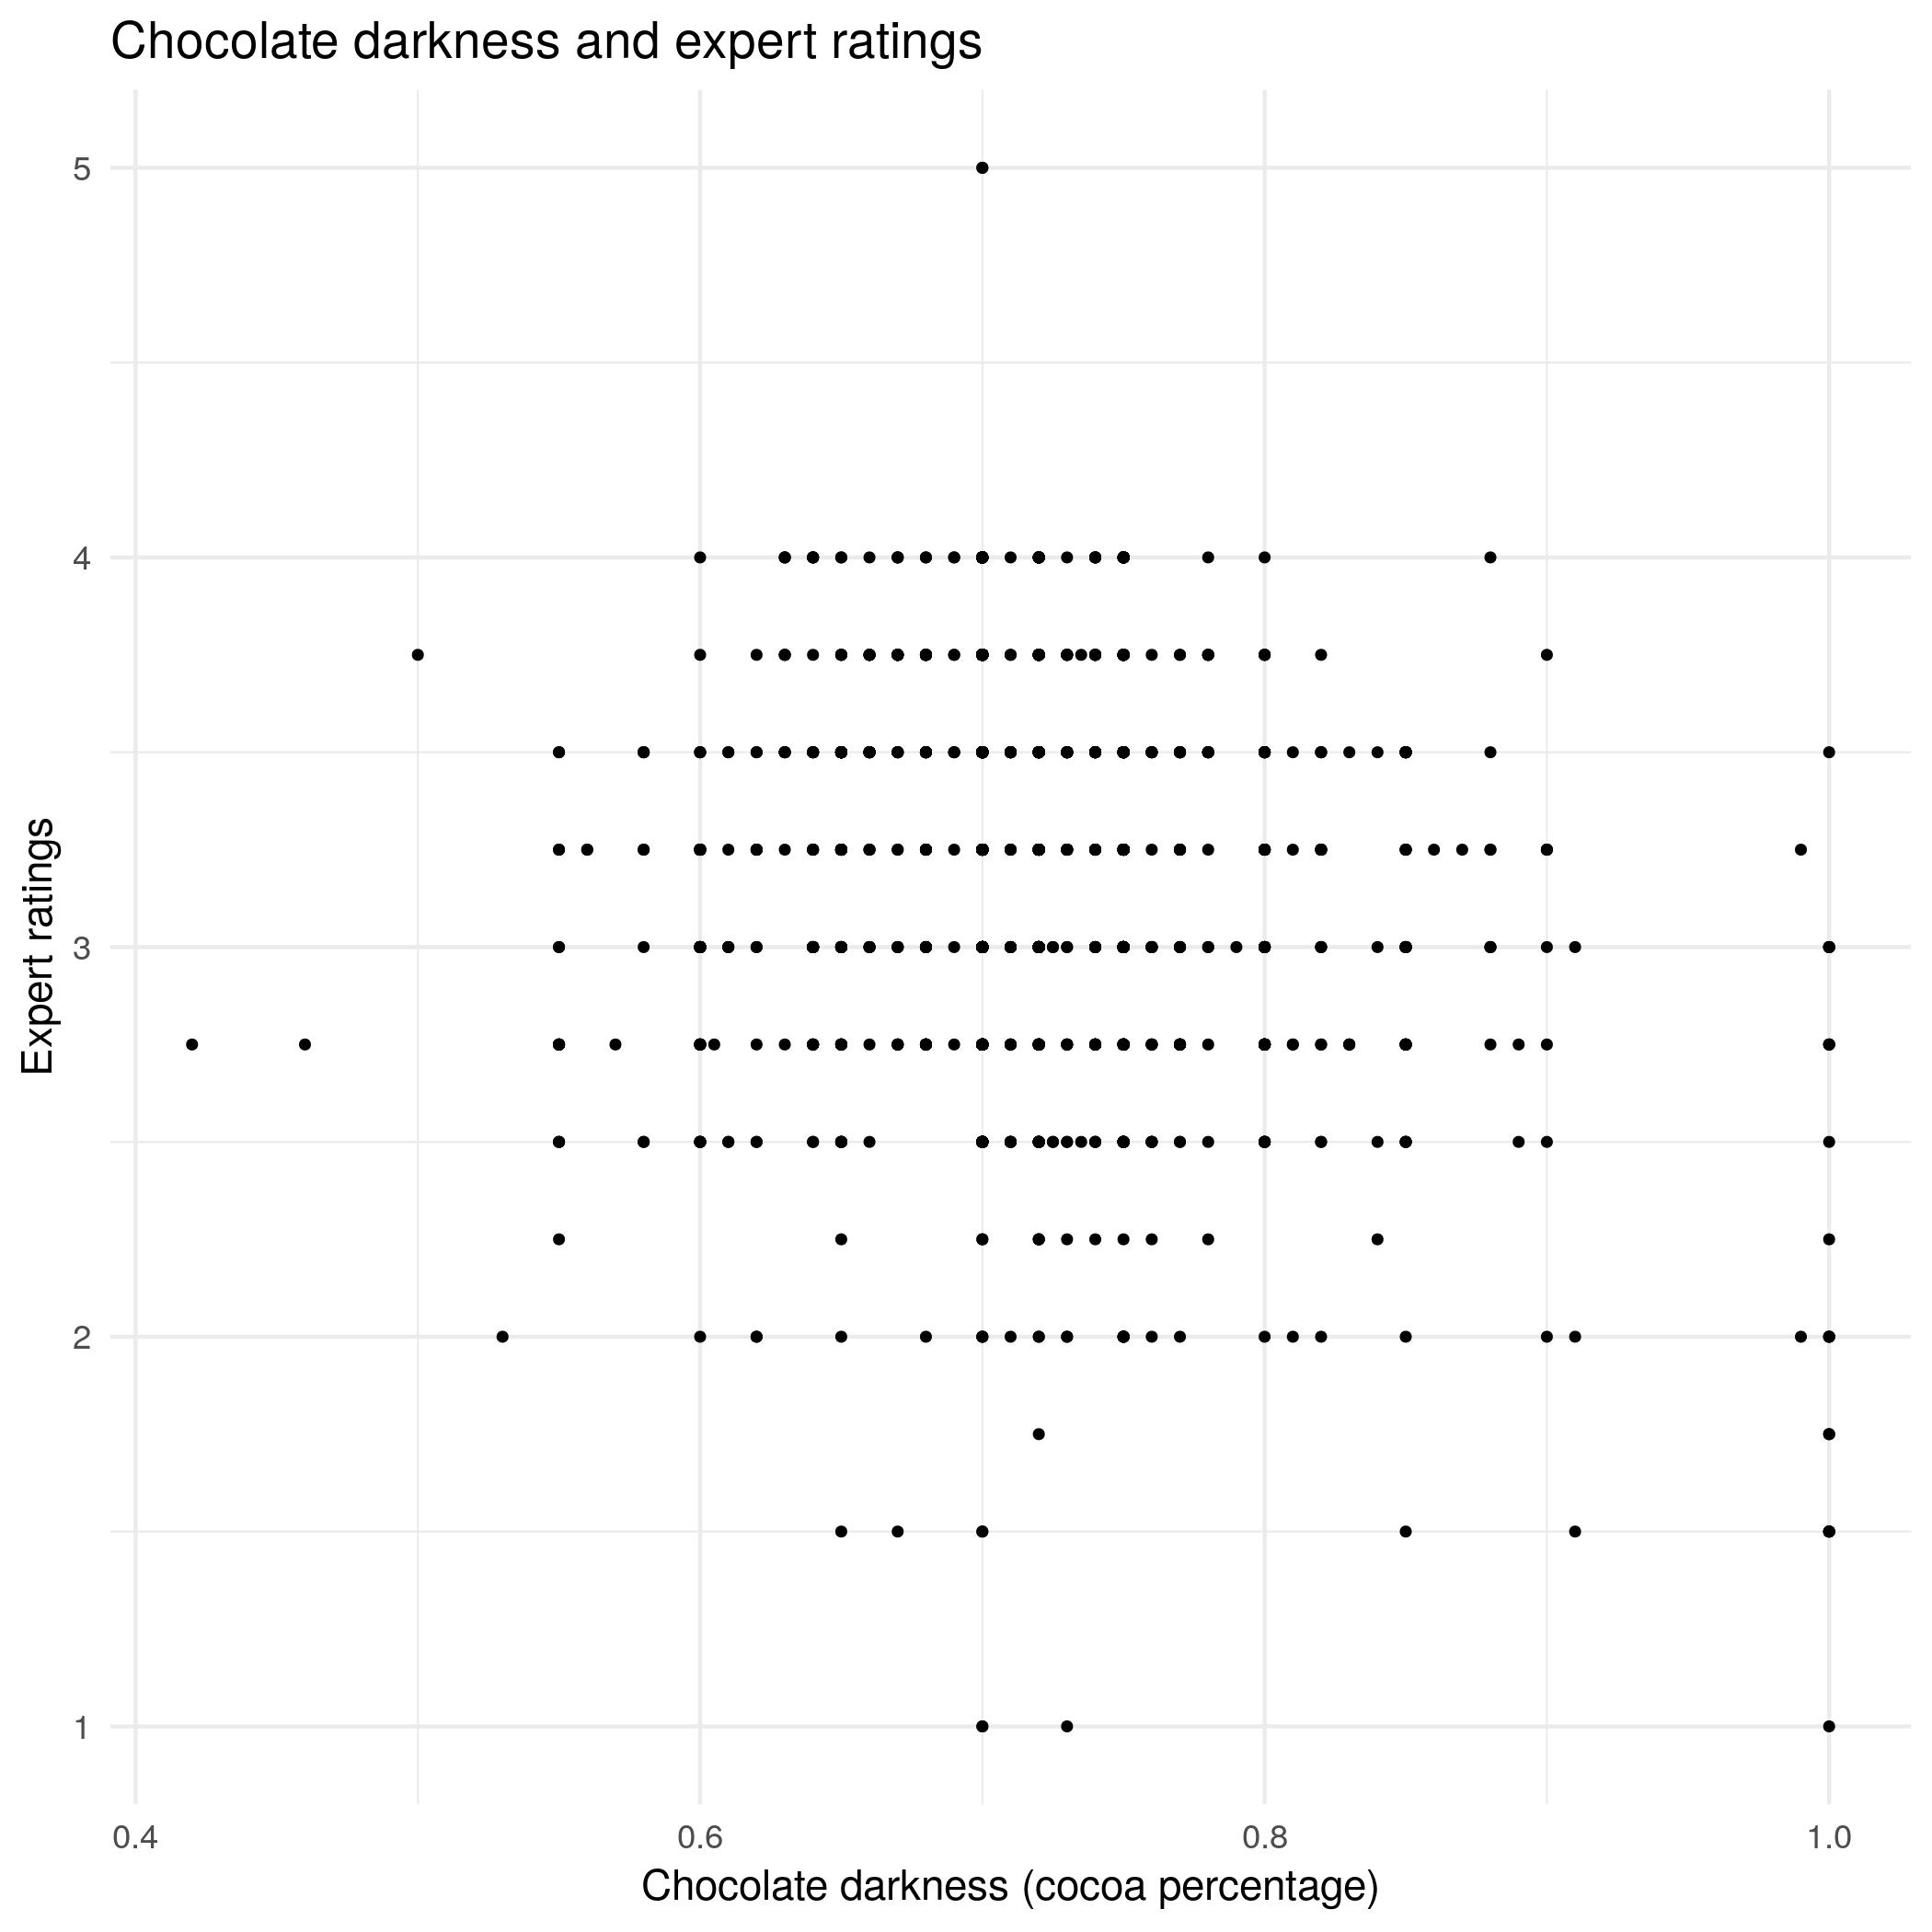 Chocolate darkness and expert ratings
5
4
3
2
1
Expert ratings
0.4 0.6 0.8 1.0
Chocolate darkness (cocoa percentage)